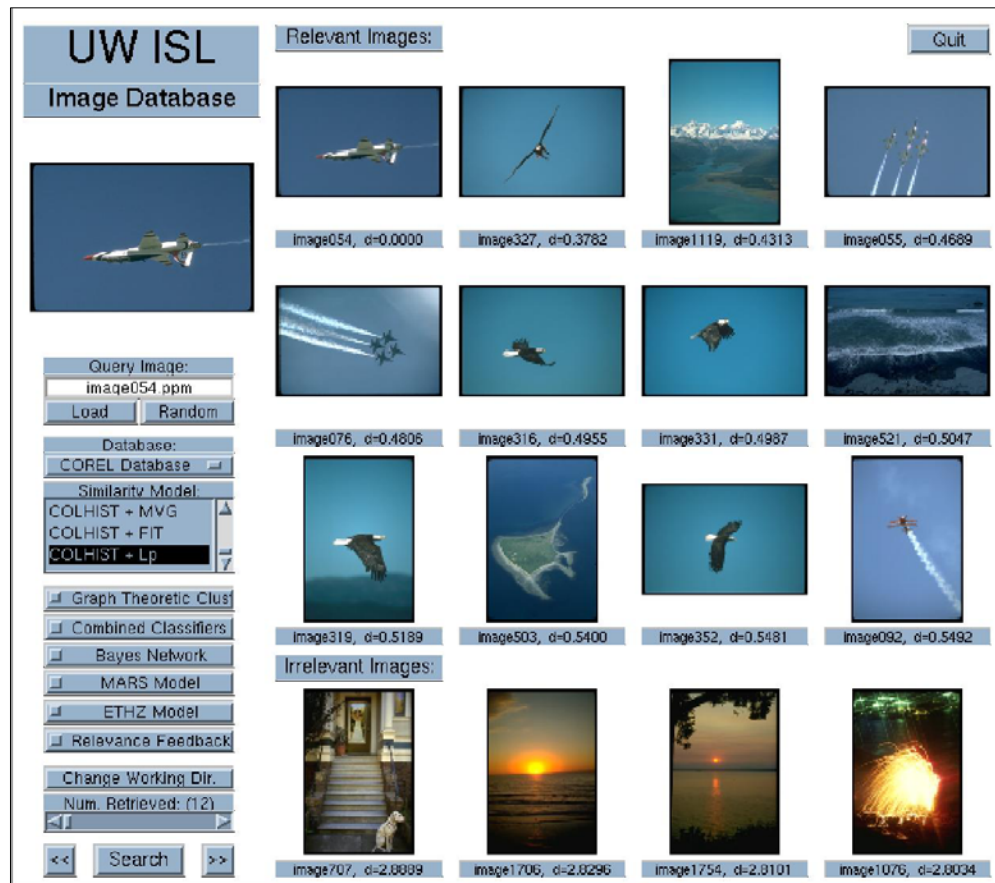 UW ISL
Image Database
Query Image:
image054.ppm
Load
Random
Database:
COREL Database
Similarity Model:
COLHIST + MVG
COLHIST + FIT
COLHIST + Lp
Graph Theoretic Clust
Combined Classifiers
Bayes Network
MARS Model
ETHZ Model
Relevance Feedback
Change Working Dir.
Num. Retrieved: (12)
<<
Search
>>
Relevant Images:
Quit
image054, d=0.0000
image327, d=0.3782
image1119, d=0.4313
image055, d=0.4689
image076, d=0.4806
image316, d=0.4955
image331, d=0.4987
image521, d=0.5047
image319, d=0.5189
image503, d=0.5400
image352, d=0.5481
image092, d=0.5492
Irrelevant Images:
image707, d=2.8889
image1706, d=2.8296
image1754, d=2.8101
image1076, d=2.8034